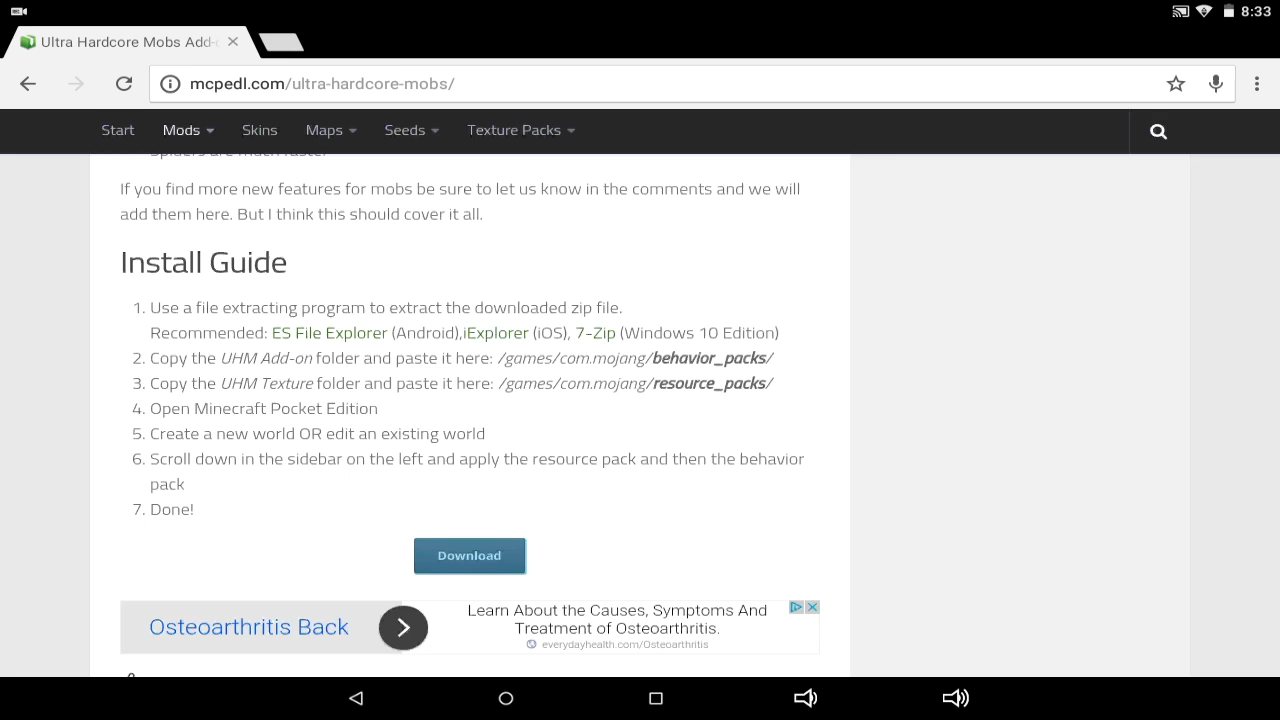 8:33
Ultra Hardcore Mobs Add-
mcpedl.com/ultra-hardcore-mobs/
Start Mods Skins Maps Seeds Texture Packs
Spiders are much faster
If you find more new features for mobs be sure to let us know in the comments and we will
add them here. But I think this should cover it all.
Install Guide
1. Use a file extracting program to extract the downloaded zip file.
Recommended: ES File Explorer (Android),iExplorer (iOS), 7-Zip (Windows 10 Edition)
2. Copy the UHM Add-on folder and paste it here: /games/com.mojang/behavior_packs/
3. Copy the UHM Texture folder and paste it here: /games/com.mojang/resource_packs/
4. Open Minecraft Pocket Edition
5. Create a new world OR edit an existing world
6. Scroll down in the sidebar on the left and apply the resource pack and then the behavior
pack
7. Done!
Download
Osteoarthritis Back
Learn About the Causes, Symptoms And
Treatment of Osteoarthritis.
everydayhealth.com/Osteoarthritis